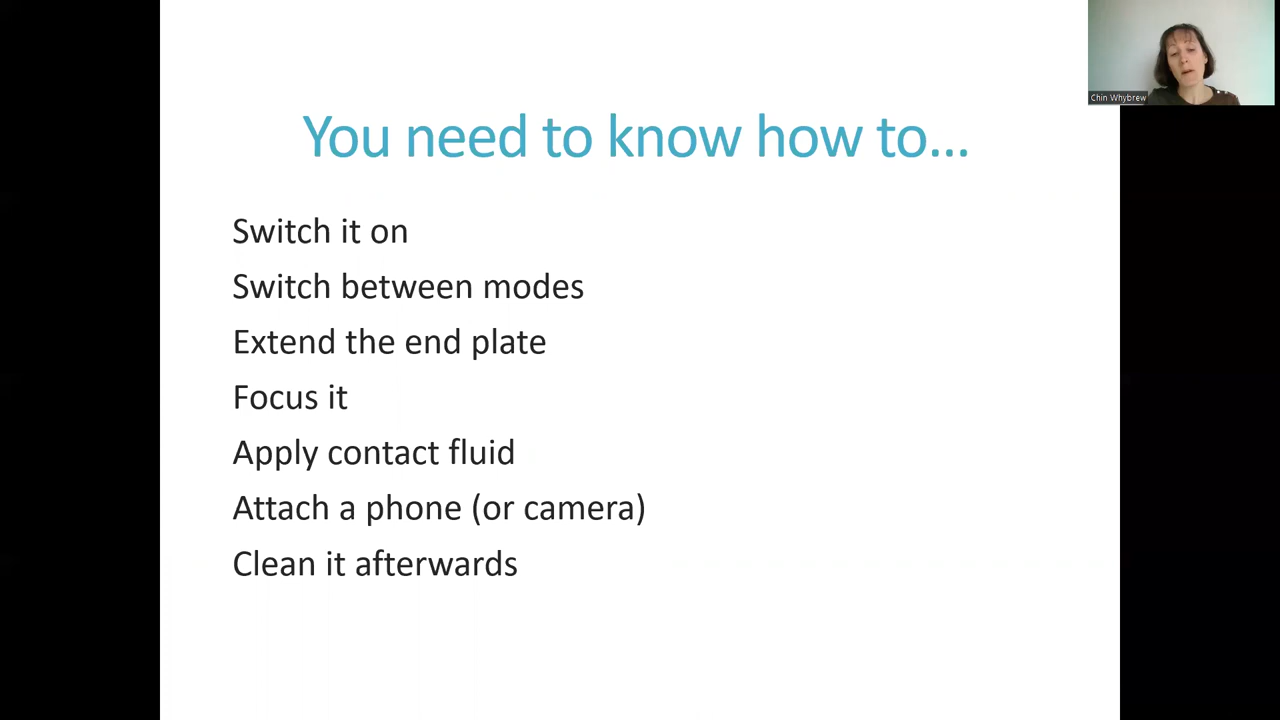 You need to know how to...
Switch it on
Switch between modes
Extend the end plate
Focus it
Apply contact fluid
Attach a phone (or camera)
Clean it afterwards
Chin Whybrew